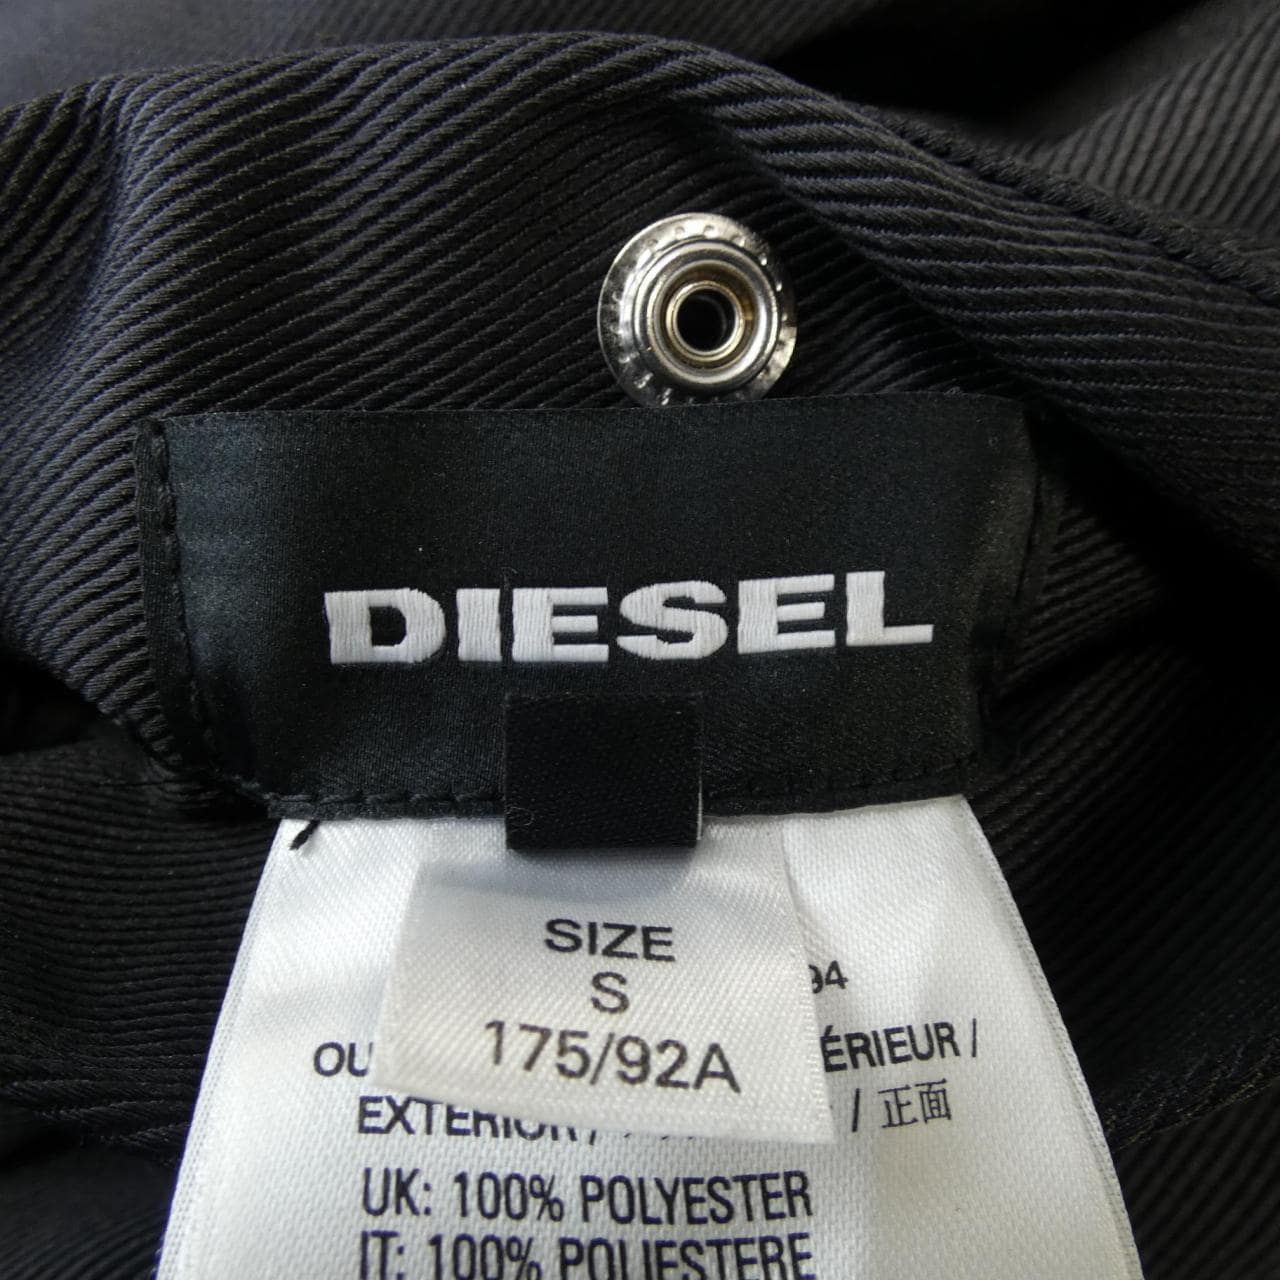 DIESEL
SIZE
S
175/92A
94
OU ÉRIEUR /
EXTERIOR / / 正面
UK: 100% POLYESTER
IT: 100% POLIESTERE